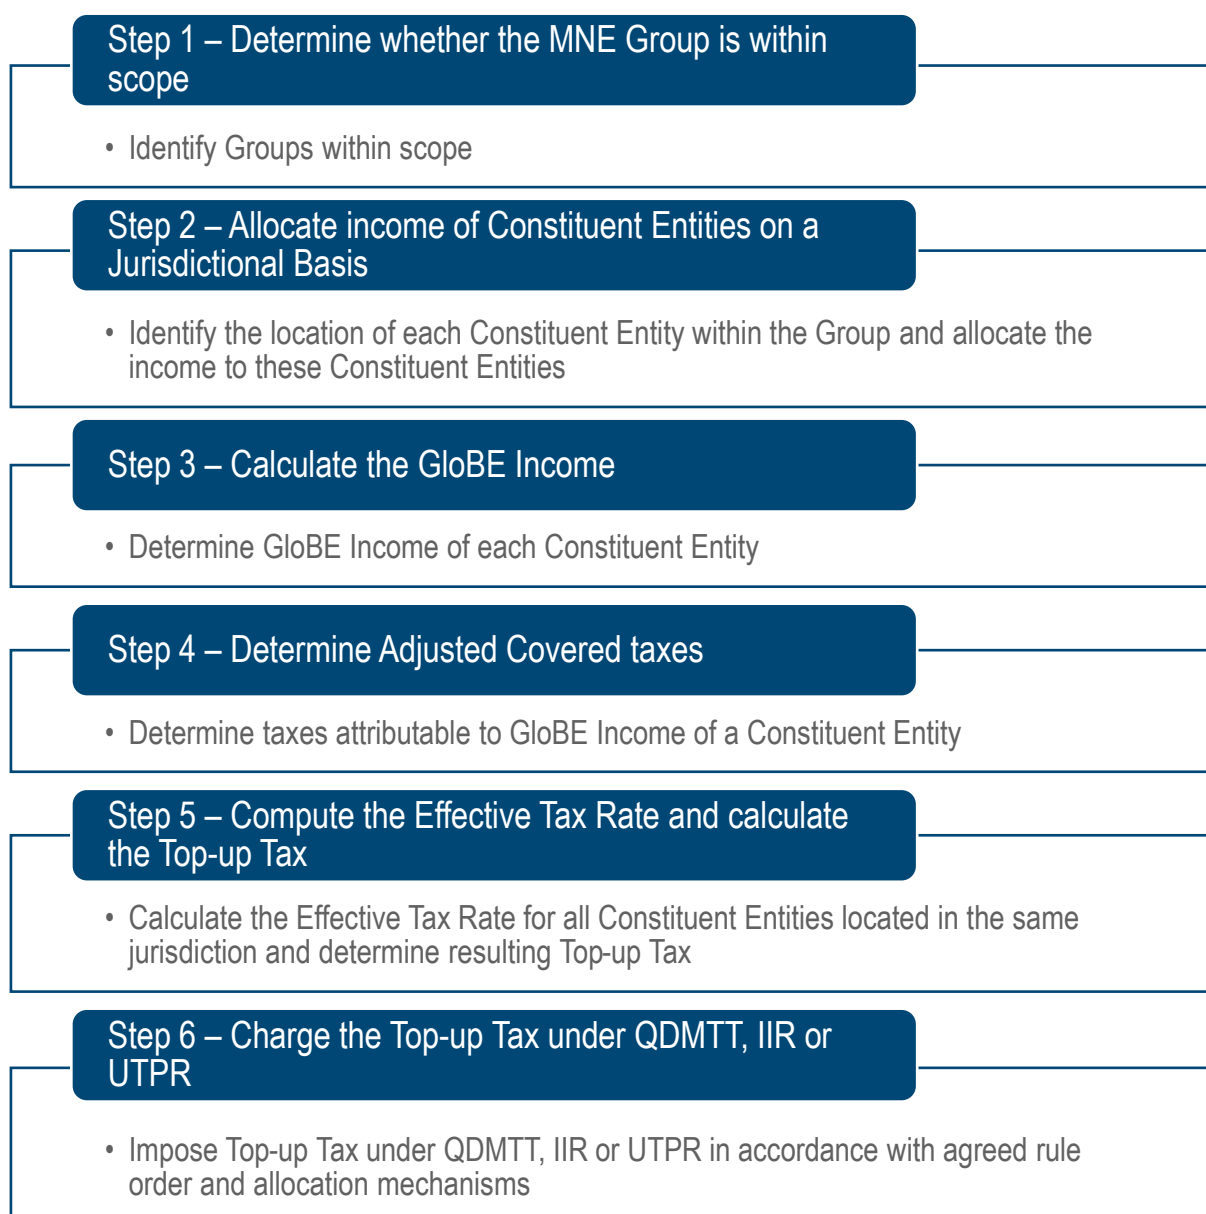 Step 1 – Determine whether the MNE Group is within
scope
• Identify Groups within scope
Step 2 – Allocate income of Constituent Entities on a
Jurisdictional Basis
• Identify the location of each Constituent Entity within the Group and allocate the
income to these Constituent Entities
Step 3 – Calculate the GloBE Income
• Determine GloBE Income of each Constituent Entity
Step 4 – Determine Adjusted Covered taxes
• Determine taxes attributable to GloBE Income of a Constituent Entity
Step 5 – Compute the Effective Tax Rate and calculate
the Top-up Tax
• Calculate the Effective Tax Rate for all Constituent Entities located in the same
jurisdiction and determine resulting Top-up Tax
Step 6 – Charge the Top-up Tax under QDMTT, IIR or
UTPR
• Impose Top-up Tax under QDMTT, IIR or UTPR in accordance with agreed rule
order and allocation mechanisms